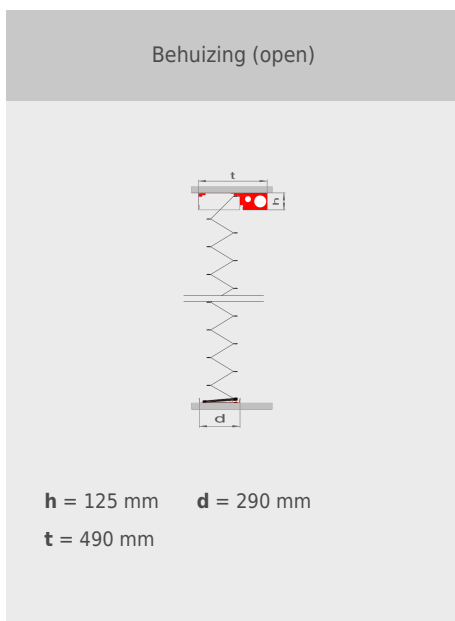 Behuizing (open)
t
h
d
h = 125 mm d = 290 mm
t = 490 mm